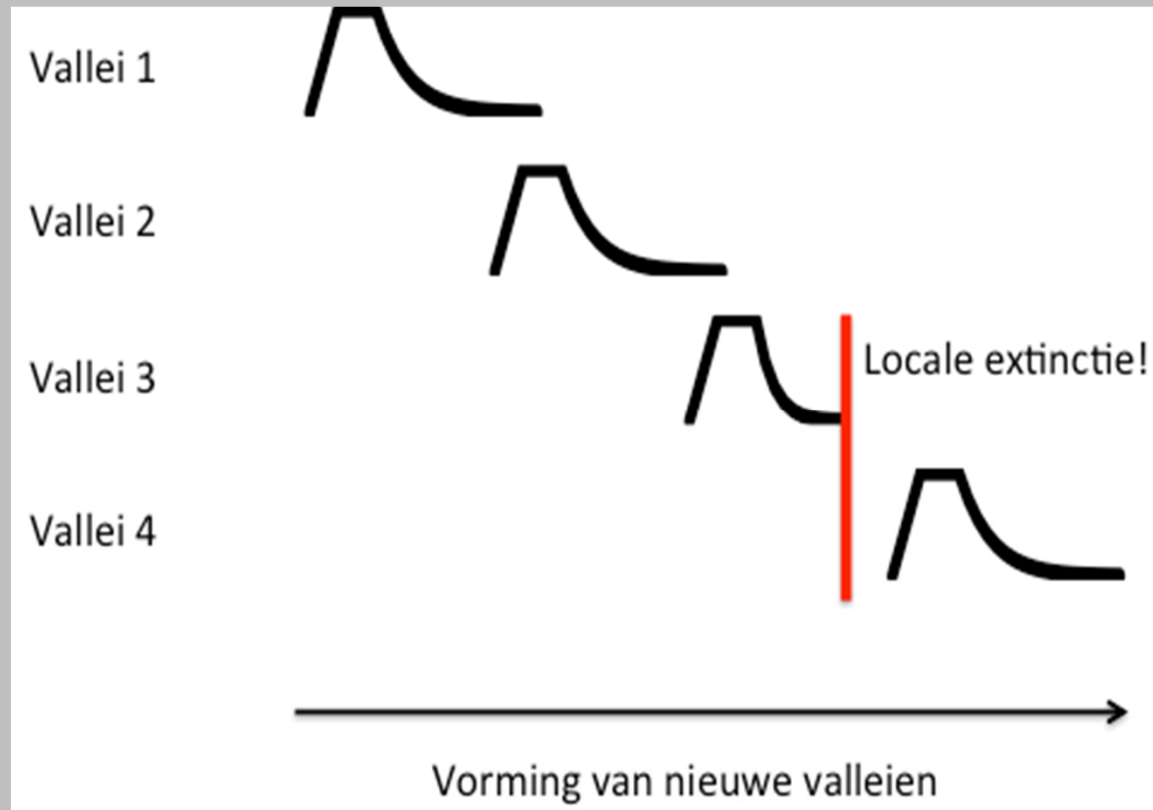 Vallei 1
Vallei 2
Vallei 3
Locale extinctie!
Vallei 4
Vorming van nieuwe valleien